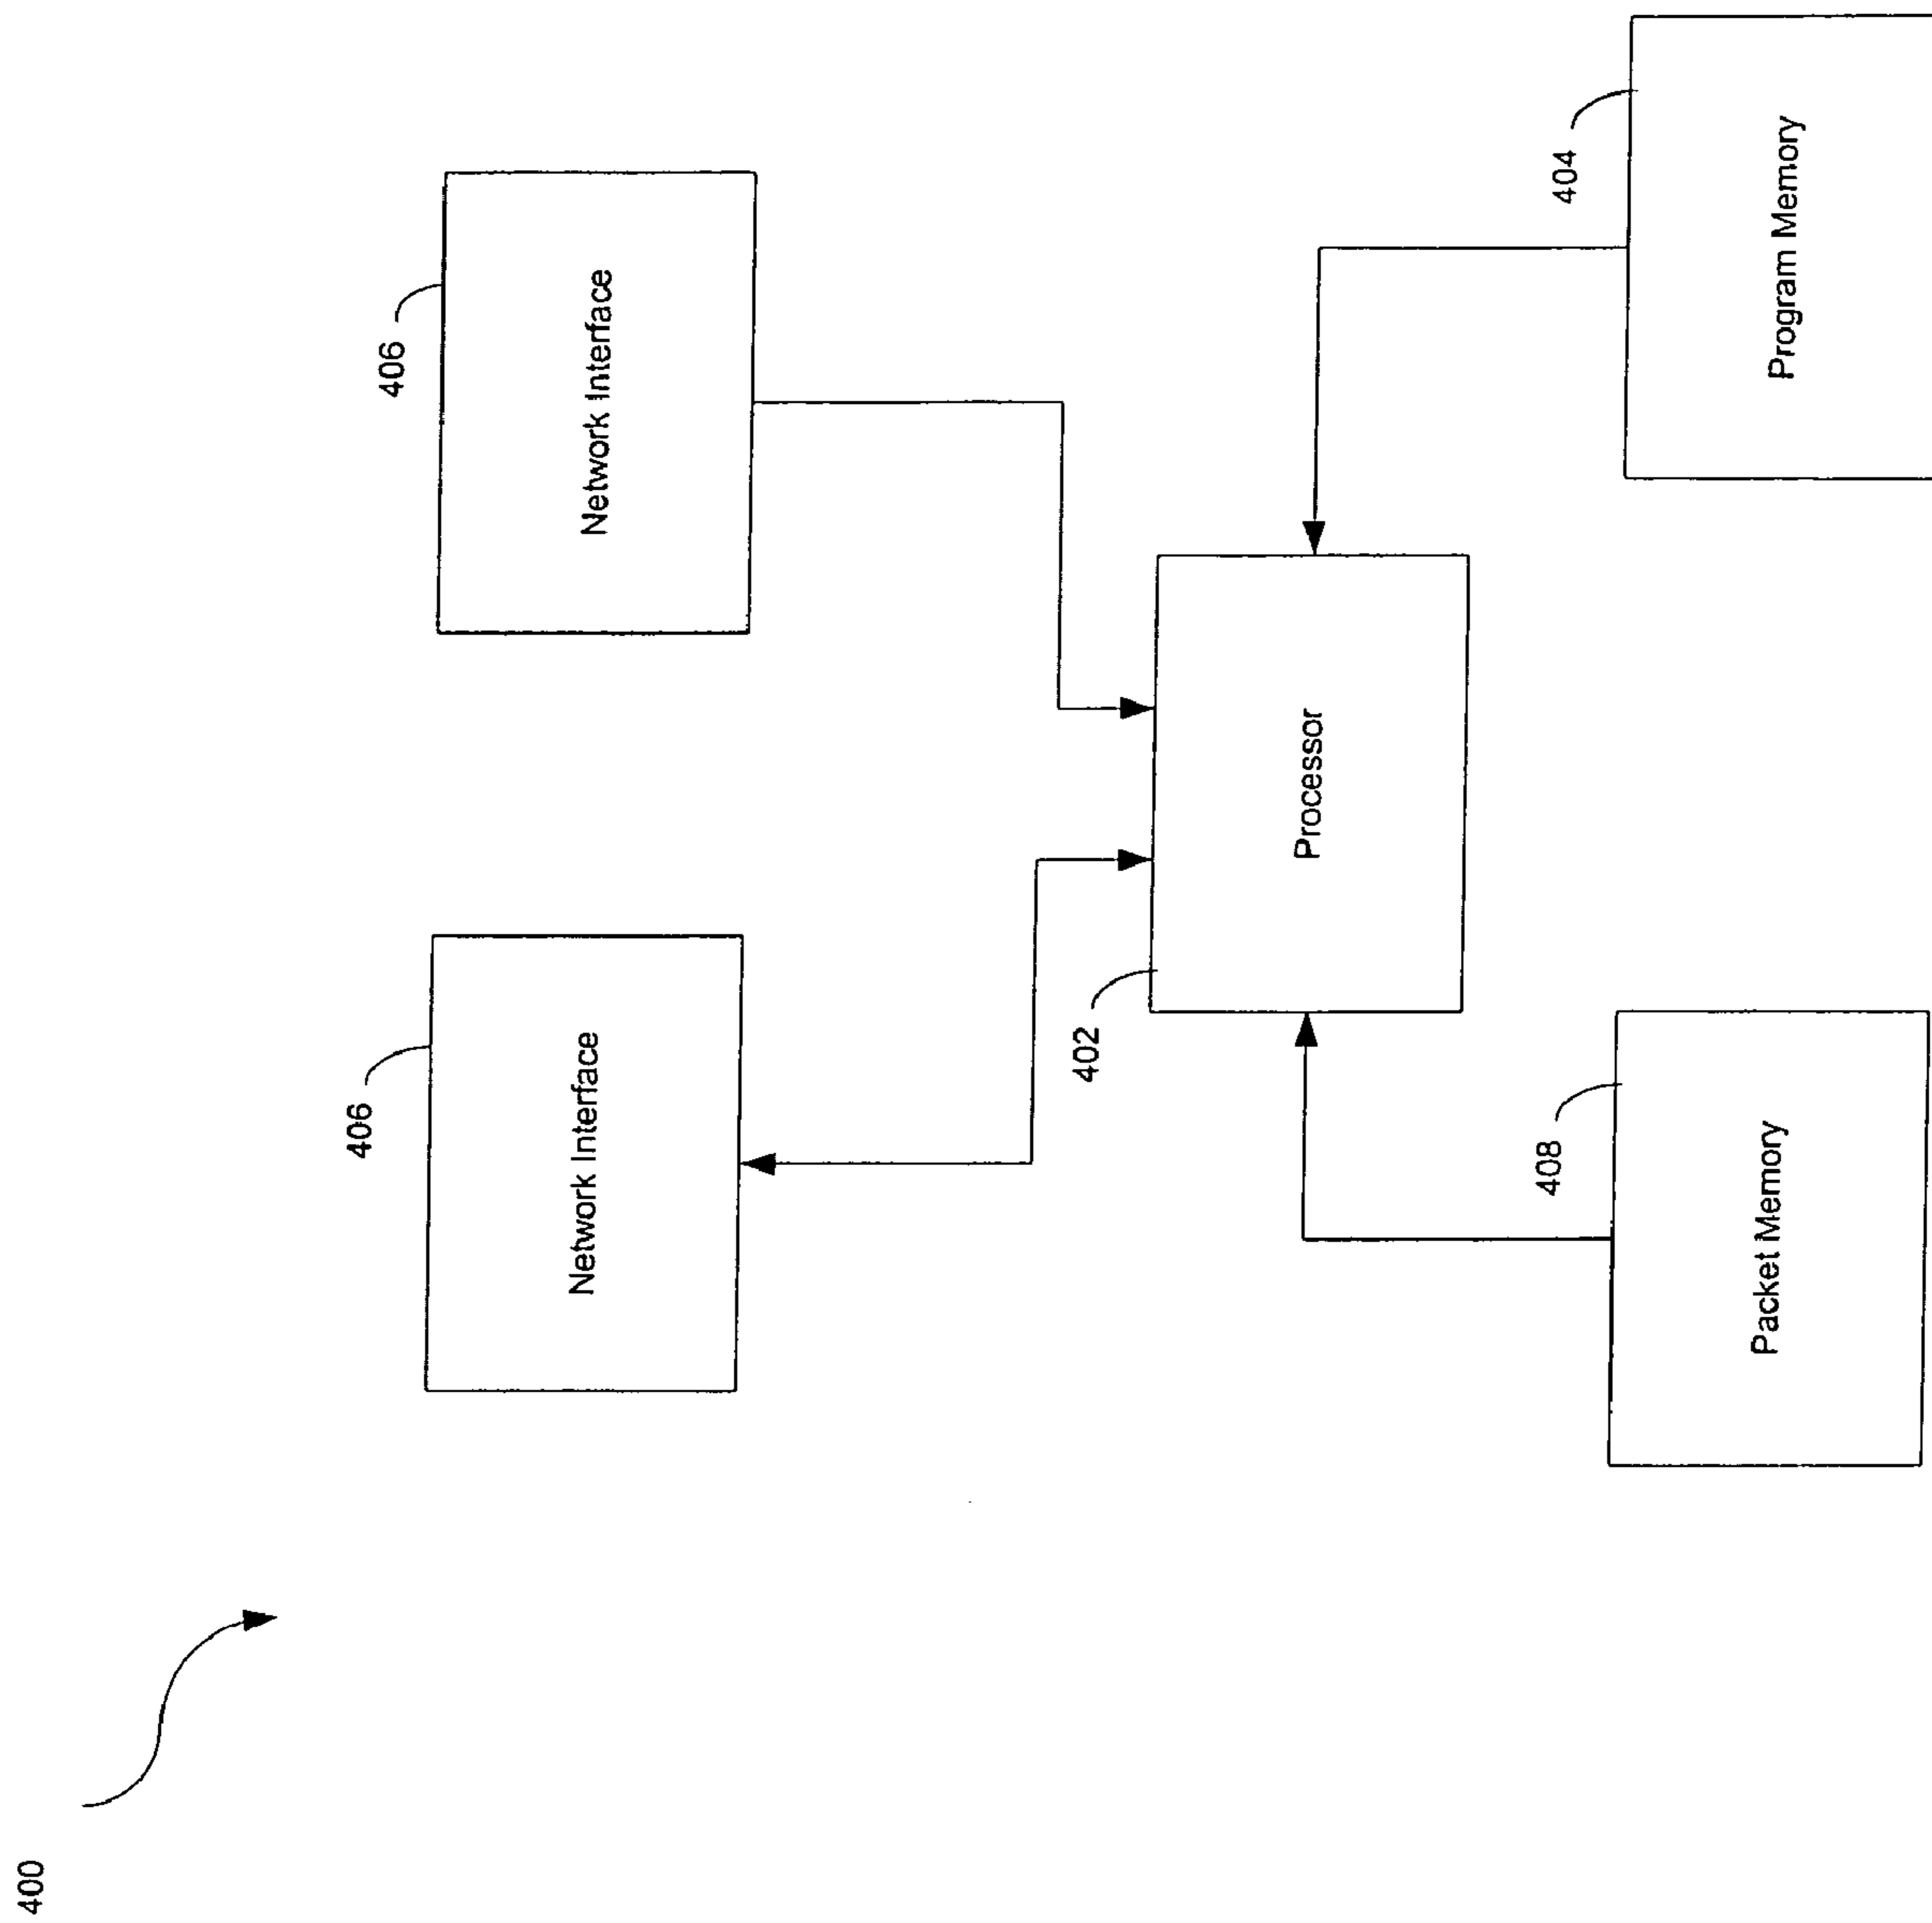 400
406
Network Interface
406
Network Interface
402
Processor
408
Packet Memory
404
Program Memory